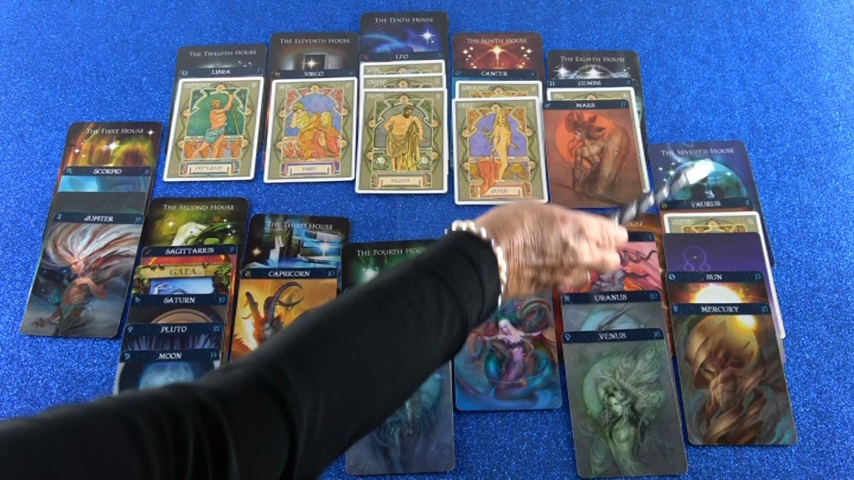 THE TENTH HOUSE
LEO
PLUTO
THE ELEVENTH HOUSE
VIRGO
THE NINTH HOUSE
CANCER
THE TWELFTH HOUSE
LIBRA
THE EIGHTH HOUSE
GEMINI
MARS
THE FIRST HOUSE
SCORPIO
JUPITER
THE SEVENTH HOUSE
TAURUS
SUN
MERCURY
THE SECOND HOUSE
SAGITTARIUS
GAEA
SATURN
PLUTO
MOON
THE THIRD HOUSE
CAPRICORN
THE FOURTH HOUSE
URANUS
VENUS